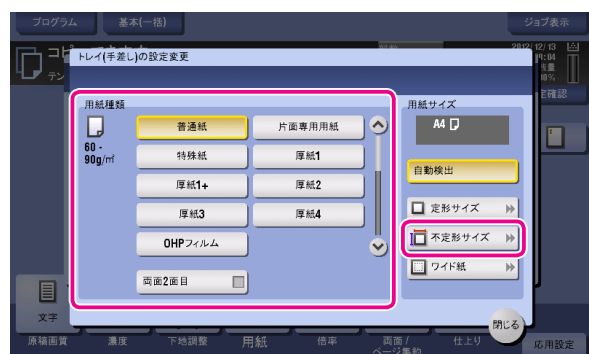 プログラム
基本(一括)
ジョブ表示
トレイ(手差し)の設定変更
用紙種類
60 -
90g/㎡
普通紙
片面専用用紙
特殊紙
厚紙1
厚紙1+
厚紙2
厚紙3
厚紙4
OHPフィルム
両面2面目
用紙サイズ
A4
自動検出
定形サイズ
不定形サイズ
ワイド紙
閉じる
文字
原稿画質
濃度
下地調整
用紙
倍率
両面/
ページ集約
仕上り
応用設定